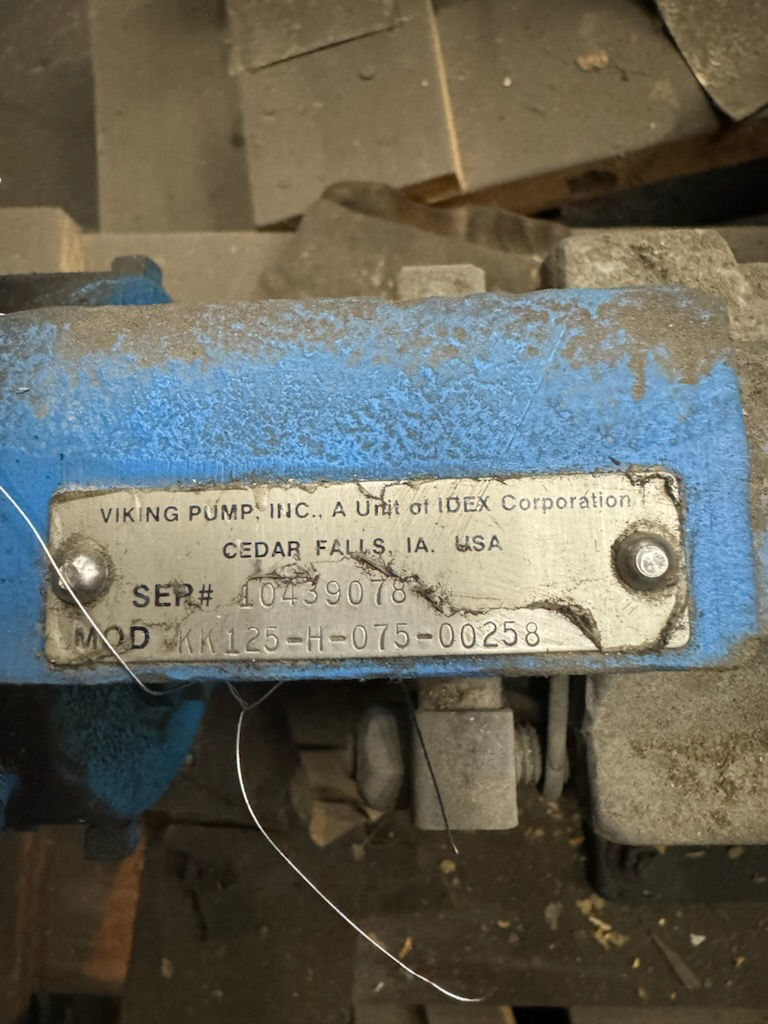 VIKING PUMP, INC., A Unit of IDEX Corporation
CEDAR FALLS, IA. USA
SER# 10439078
MOD KK125-H-075-00258